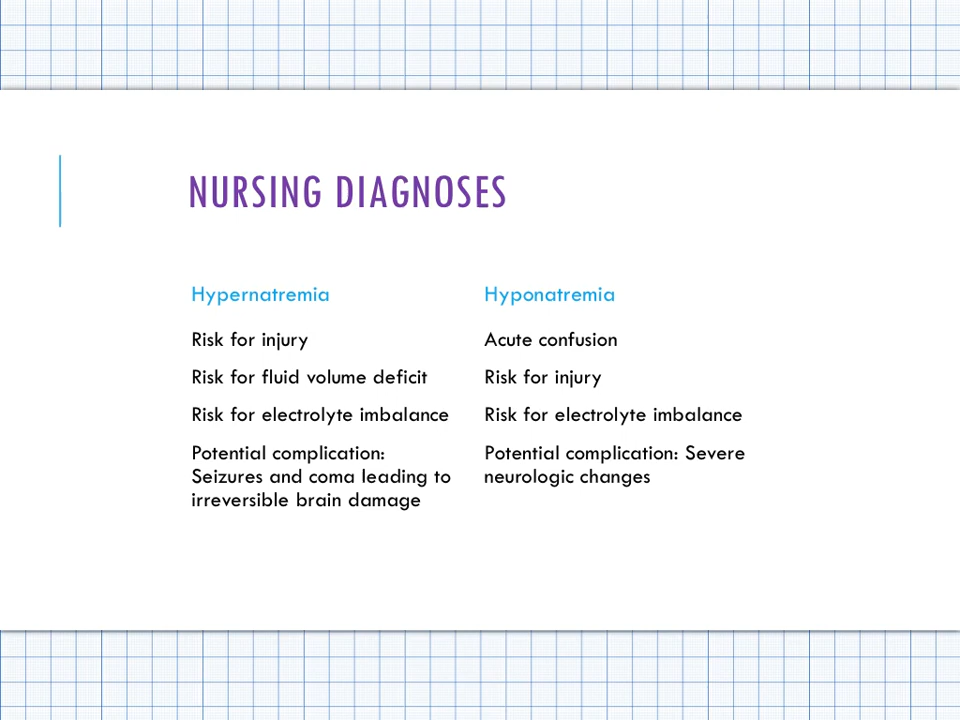 NURSING DIAGNOSES
Hypernatremia
Risk for injury
Risk for fluid volume deficit
Risk for electrolyte imbalance
Potential complication:
Seizures and coma leading to
irreversible brain damage
Hyponatremia
Acute confusion
Risk for injury
Risk for electrolyte imbalance
Potential complication: Severe
neurologic changes